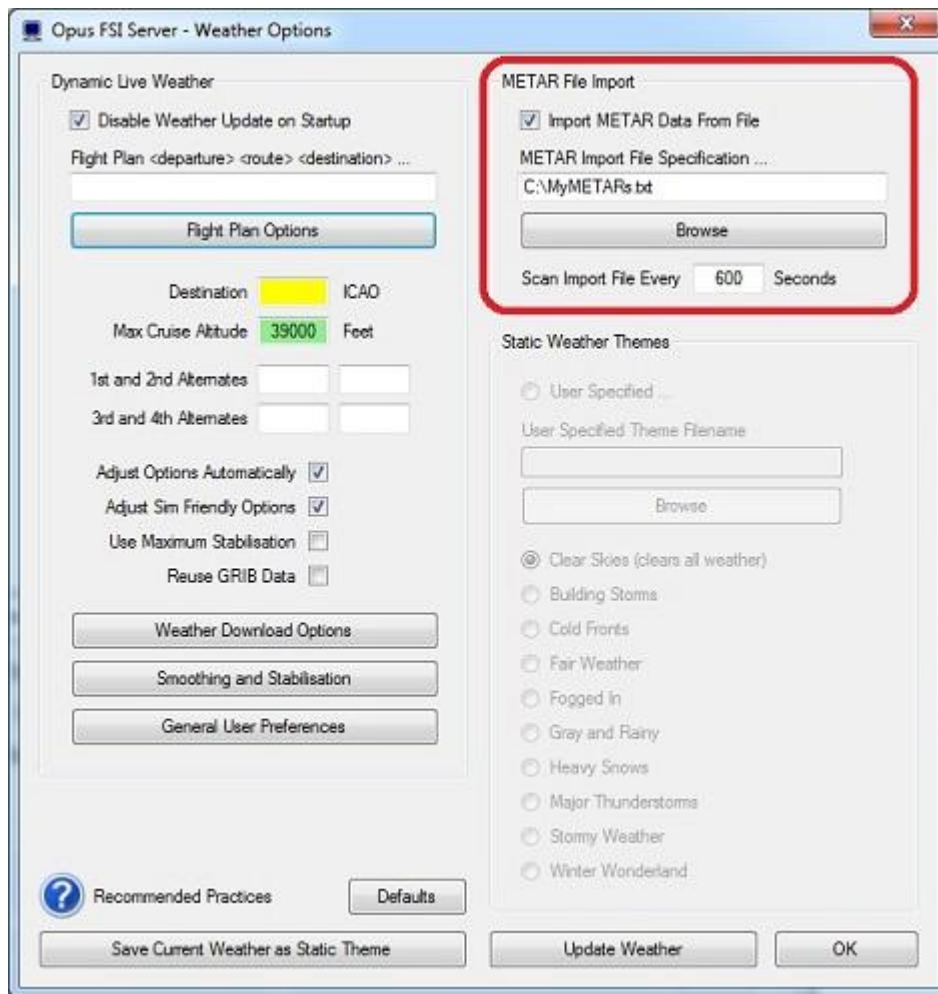 Opus FSI Server - Weather Options
Dynamic Live Weather
Disable Weather Update on Startup
Flight Plan <departure> <route> <destination> ...
Flight Plan Options
Destination ICAO
Max Cruise Altitude 39000 Feet
1st and 2nd Alternates
3rd and 4th Alternates
Adjust Options Automatically
Adjust Sim Friendly Options
Use Maximum Stabilisation
Reuse GRIB Data
Weather Download Options
Smoothing and Stabilisation
General User Preferences
METAR File Import
Import METAR Data From File
METAR Import File Specification ...
C:\MyMETARs.txt
Browse
Scan Import File Every 600 Seconds
Static Weather Themes
User Specified ...
User Specified Theme Filename
Browse
Clear Skies (clears all weather)
Building Storms
Cold Fronts
Fair Weather
Fogged In
Gray and Rainy
Heavy Snows
Major Thunderstorms
Stormy Weather
Winter Wonderland
? Recommended Practices Defaults
Save Current Weather as Static Theme Update Weather OK